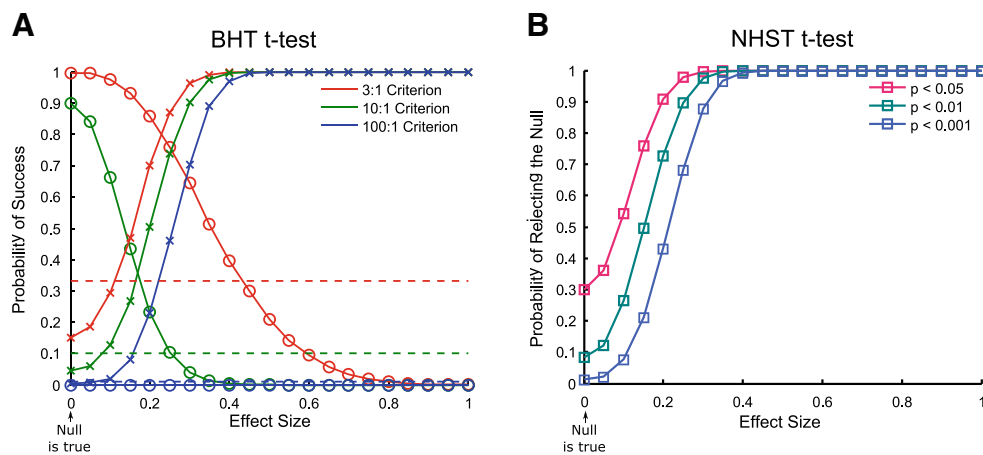 A
BHT t-test
Probability of Success
1
0.9
0.8
0.7
0.6
0.5
0.4
0.3
0.2
0.1
0
3:1 Criterion
10:1 Criterion
100:1 Criterion
0 0.2 0.4 0.6 0.8 1
Effect Size
Null
is true
B
NHST t-test
Probability of Rejecting the Null
1
0.9
0.8
0.7
0.6
0.5
0.4
0.3
0.2
0.1
0
p < 0.05
p < 0.01
p < 0.001
0 0.2 0.4 0.6 0.8 1
Effect Size
Null
is true